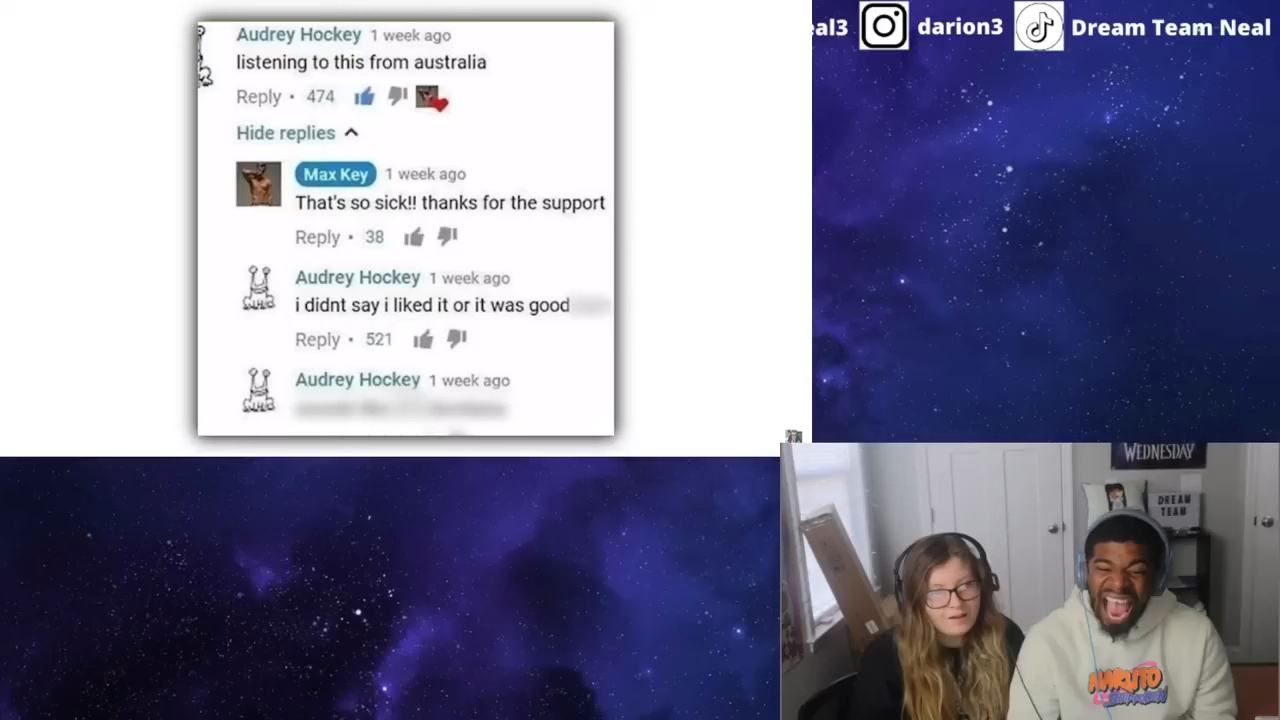 eal3 darion3 Dream Team Neal
Audrey Hockey 1 week ago
listening to this from australia
Reply • 474
Hide replies
Max Key 1 week ago
That's so sick!! thanks for the support
Reply • 38
Audrey Hockey 1 week ago
i didnt say i liked it or it was good
Reply • 521
Audrey Hockey 1 week ago
WEDNESDAY
DREAM
TEAM
NARUTO